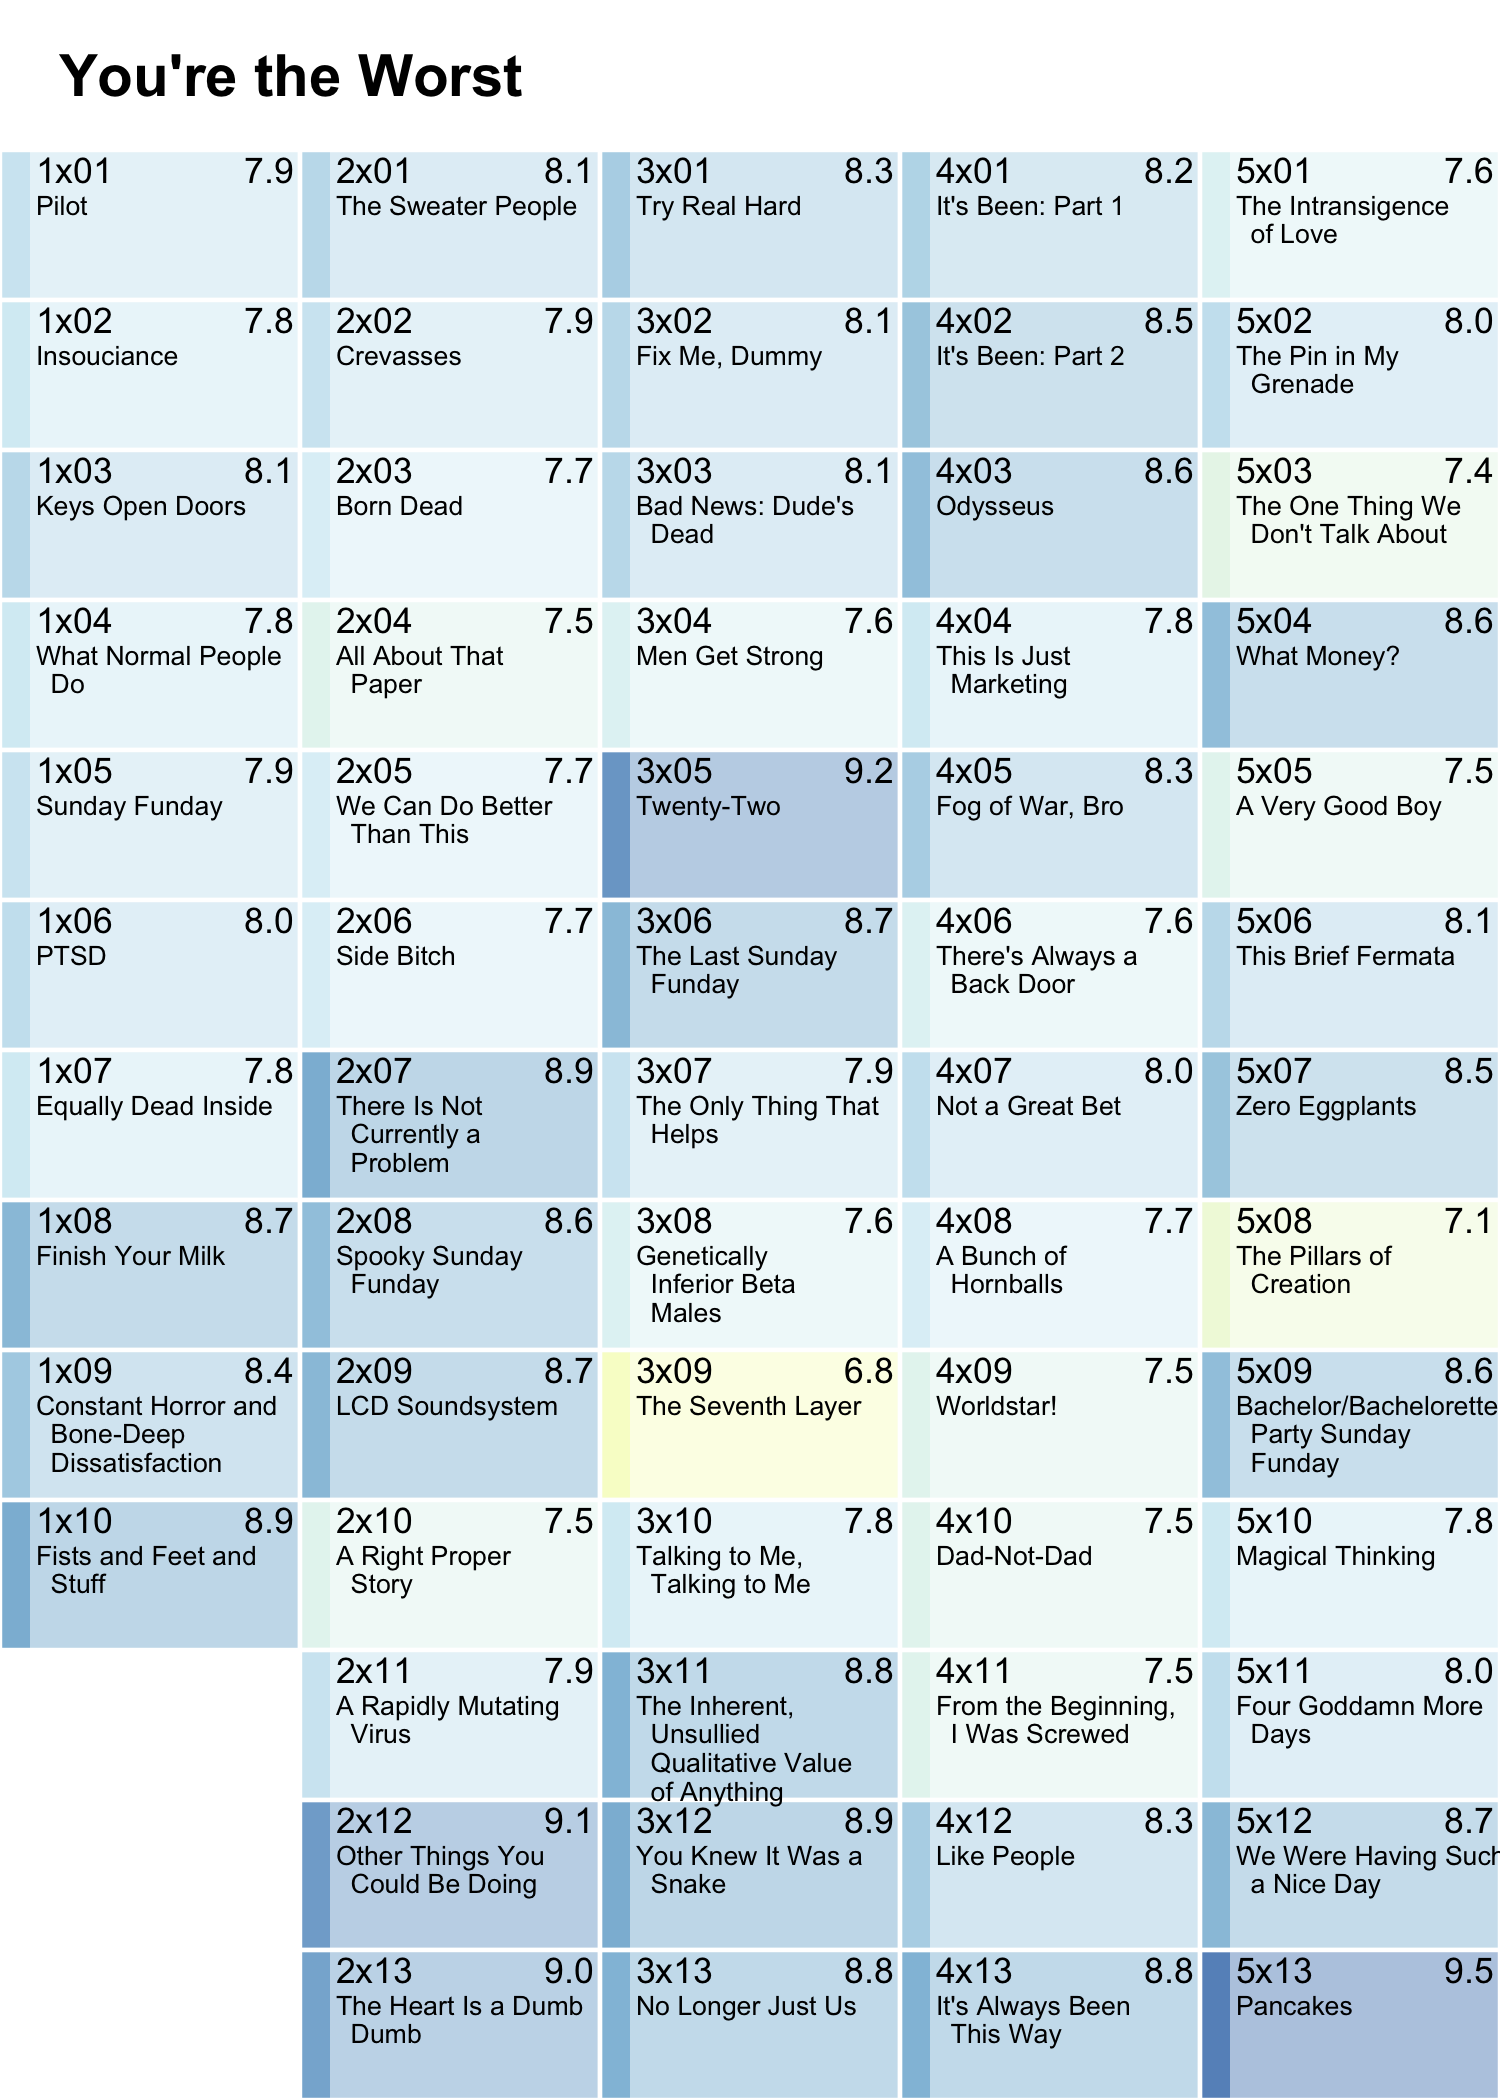 You're the Worst
1x01 7.9
Pilot
2x01 8.1
The Sweater People
3x01 8.3
Try Real Hard
4x01 8.2
It's Been: Part 1
5x01 7.6
The Intransigence
of Love
1x02 7.8
Insouciance
2x02 7.9
Crevasses
3x02 8.1
Fix Me, Dummy
4x02 8.5
It's Been: Part 2
5x02 8.0
The Pin in My
Grenade
1x03 8.1
Keys Open Doors
2x03 7.7
Born Dead
3x03 8.1
Bad News: Dude's
Dead
4x03 8.6
Odysseus
5x03 7.4
The One Thing We
Don't Talk About
1x04 7.8
What Normal People
Do
2x04 7.5
All About That
Paper
3x04 7.6
Men Get Strong
4x04 7.8
This Is Just
Marketing
5x04 8.6
What Money?
1x05 7.9
Sunday Funday
2x05 7.7
We Can Do Better
Than This
3x05 9.2
Twenty-Two
4x05 8.3
Fog of War, Bro
5x05 7.5
A Very Good Boy
1x06 8.0
PTSD
2x06 7.7
Side Bitch
3x06 8.7
The Last Sunday
Funday
4x06 7.6
There's Always a
Back Door
5x06 8.1
This Brief Fermata
1x07 7.8
Equally Dead Inside
2x07 8.9
There Is Not
Currently a
Problem
3x07 7.9
The Only Thing That
Helps
4x07 8.0
Not a Great Bet
5x07 8.5
Zero Eggplants
1x08 8.7
Finish Your Milk
2x08 8.6
Spooky Sunday
Funday
3x08 7.6
Genetically
Inferior Beta
Males
4x08 7.7
A Bunch of
Hornballs
5x08 7.1
The Pillars of
Creation
1x09 8.4
Constant Horror and
Bone-Deep
Dissatisfaction
2x09 8.7
LCD Soundsystem
3x09 6.8
The Seventh Layer
4x09 7.5
Worldstar!
5x09 8.6
Bachelor/Bachelorette
Party Sunday
Funday
1x10 8.9
Fists and Feet and
Stuff
2x10 7.5
A Right Proper
Story
3x10 7.8
Talking to Me,
Talking to Me
4x10 7.5
Dad-Not-Dad
5x10 7.8
Magical Thinking
2x11 7.9
A Rapidly Mutating
Virus
3x11 8.8
The Inherent,
Unsullied
Qualitative Value
of Anything
4x11 7.5
From the Beginning,
I Was Screwed
5x11 8.0
Four Goddamn More
Days
2x12 9.1
Other Things You
Could Be Doing
3x12 8.9
You Knew It Was a
Snake
4x12 8.3
Like People
5x12 8.7
We Were Having Such
a Nice Day
2x13 9.0
The Heart Is a Dumb
Dumb
3x13 8.8
No Longer Just Us
4x13 8.8
It's Always Been
This Way
5x13 9.5
Pancakes